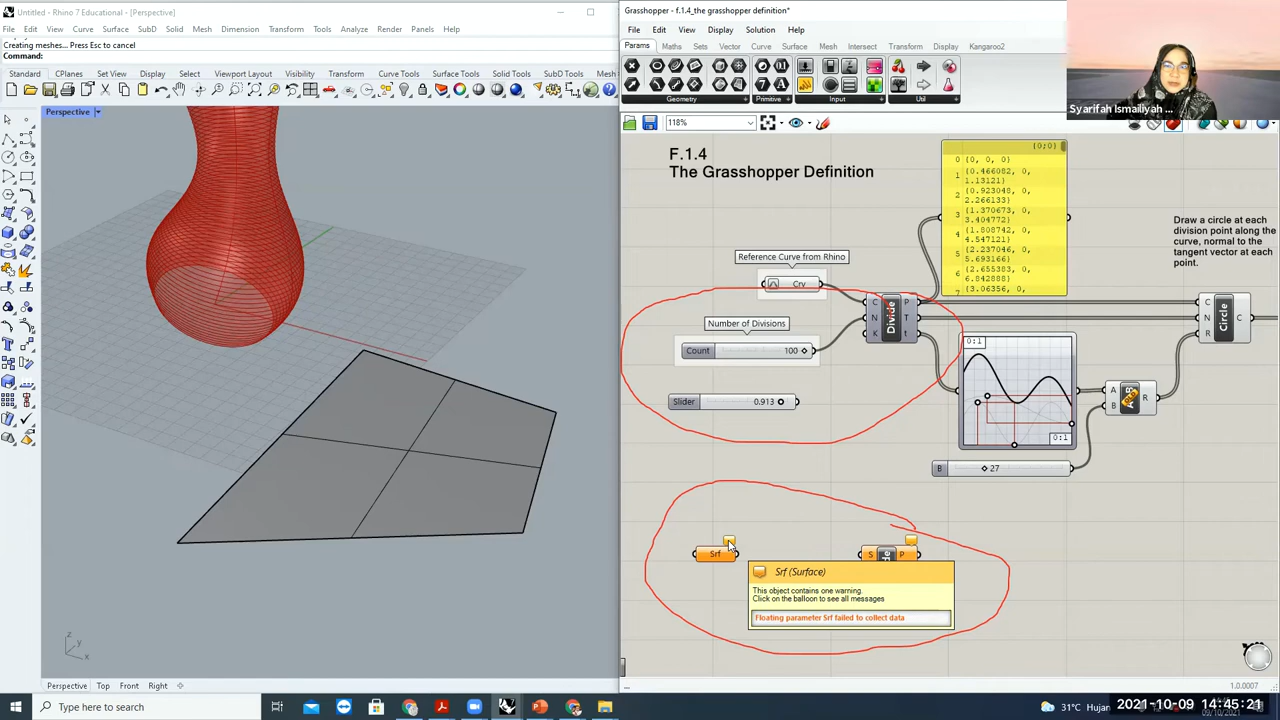 Untitled - Rhino 7 Educational - [Perspective]
File Edit View Curve Surface SubD Solid Mesh Dimension Transform Tools Analyze Render Panels Help
Creating meshes... Press Esc to cancel
Command:
Standard CPlanes Set View Display Select Viewport Layout Visibility Transform Curve Tools Surface Tools Solid Tools SubD Tools Mesh
Perspective
z
y
x
Perspective Top Front Right
Grasshopper - f.1.4_the grasshopper definition*
File Edit View Display Solution Help
Params Maths Sets Vector Curve Surface Mesh Intersect Transform Display Kangaroo2
Geometry Primitive Input Util
118%
Syarifah Ismailiyah ...
F.1.4
The Grasshopper Definition
{0;0}
0 {0, 0, 0}
1 {0.466082, 0,
1.13121}
2 {0.923048, 0,
2.266133}
3 {1.370673, 0,
3.404772}
4 {1.808742, 0,
4.547121}
5 {2.237046, 0,
5.693166}
6 {2.655383, 0,
6.842888}
7 {3.06356, 0,
Draw a circle at each
division point along the
curve, normal to the
tangent vector at each
point.
Reference Curve from Rhino
Crv
Number of Divisions
Count 100
Slider 0.913
C N K Divide P T t
0:1
0:1
A B R
C N R Circle C
B 27
Srf
S P
Srf (Surface)
This object contains one warning.
Click on the balloon to see all messages
Floating parameter Srf failed to collect data
1.0.0007
Type here to search
31°C Hujan
2021-10-09 14:45:21